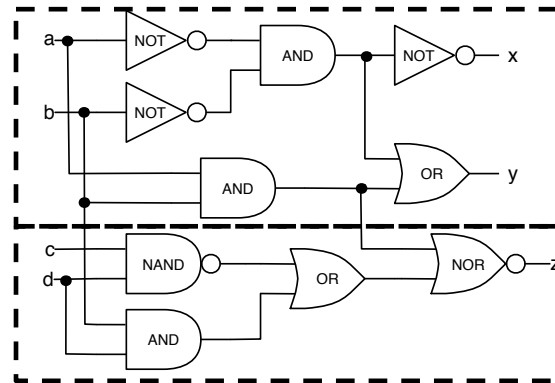 a NOT AND NOT x
b NOT
AND OR y
c NAND OR NOR z
d
AND